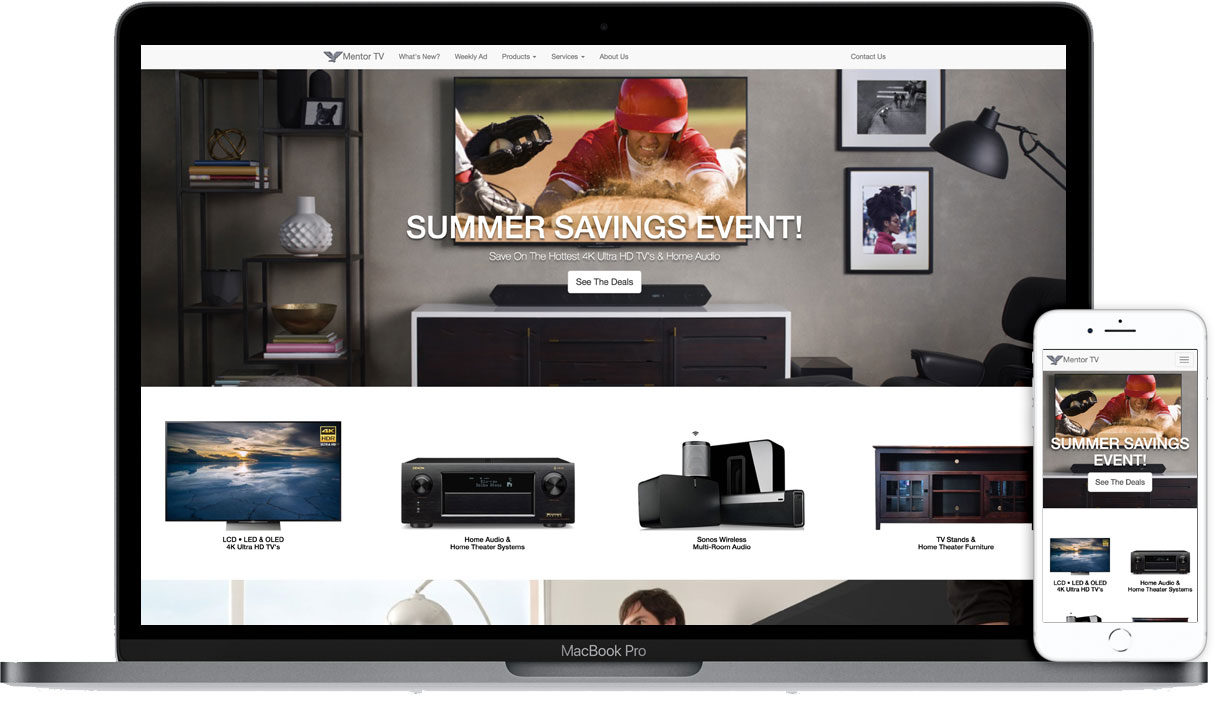 Mentor TV What's New? Weekly Ad Products Services About Us Contact Us
SUMMER SAVINGS EVENT!
Save On The Hottest 4K Ultra HD TV's & Home Audio
See The Deals
4K
HDR
ULTRA HD
DENON
LCD • LED & OLED
4K Ultra HD TV's
Home Audio &
Home Theater Systems
Sonos Wireless
Multi-Room Audio
TV Stands &
Home Theater Furniture
MacBook Pro
Mentor TV
SUMMER SAVINGS
EVENT!
See The Deals
LCD • LED & OLED
4K Ultra HD TV's
Home Audio &
Home Theater Systems